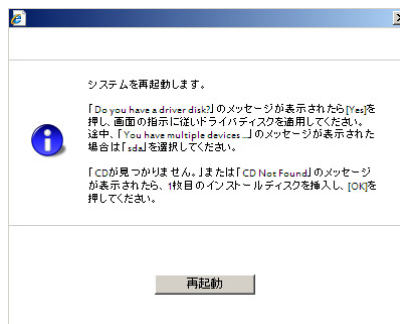 システムを再起動します。
「Do you have a driver disk?」のメッセージが表示されたら[Yes]を
押し、画面の指示に従いドライバディスクを適用してください。
途中、「You have multiple devices ...」のメッセージが表示された
場合は「sda」を選択してください。
「CDが見つかりません。」または「CD Not Found」のメッセージ
が表示されたら、1枚目のインストールディスクを挿入し、[OK]を
押してください。
再起動